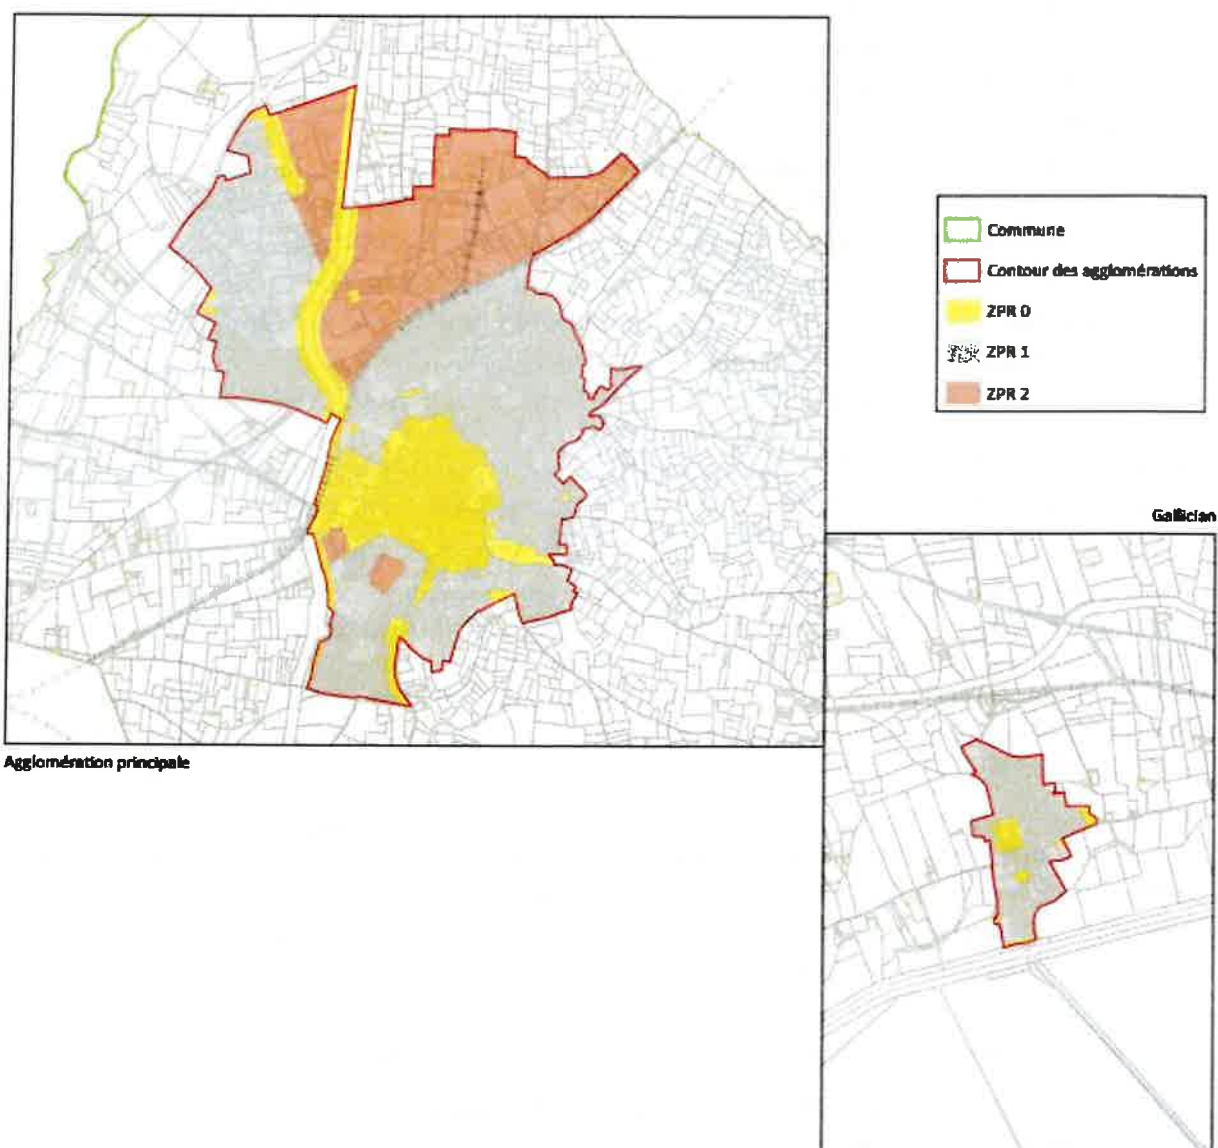 Commune
Contour des agglomérations
ZPR 0
ZPR 1
ZPR 2
Gallician
Agglomération principale